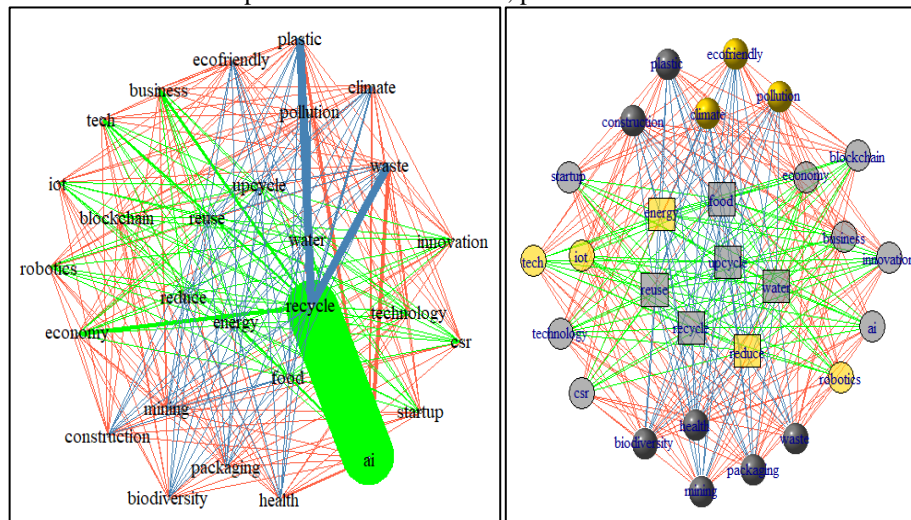 plastic
ecofriendly
climate
business
pollution
tech
waste
iot
upcycle
blockchain
reuse
water
innovation
robotics
reduce
recycle
technology
economy
energy
csr
food
mining
startup
construction
packaging
ai
biodiversity
health
ecofriendly
plastic
pollution
climate
construction
blockchain
startup
economy
food
energy
business
tech
iot
upcycle
innovation
reuse
water
technology
recycle
ai
reduce
robotics
csr
health
biodiversity
waste
packaging
mining